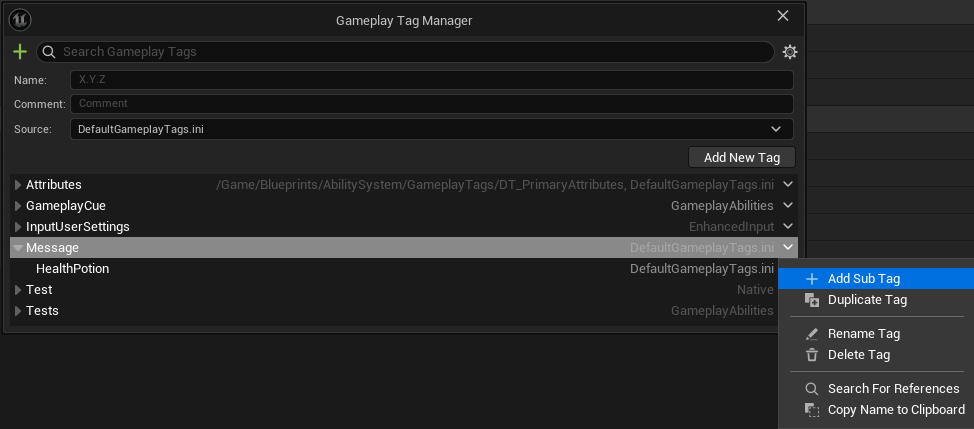 Gameplay Tag Manager
Search Gameplay Tags
Name: X.Y.Z
Comment: Comment
Source: DefaultGameplayTags.ini
Add New Tag
Attributes /Game/Blueprints/AbilitySystem/GameplayTags/DT_PrimaryAttributes, DefaultGameplayTags.ini
GameplayCue GameplayAbilities
InputUserSettings EnhancedInput
Message DefaultGameplayTags.ini
HealthPotion DefaultGameplayTags.ini
Test Native
Tests GameplayAbilities
Add Sub Tag
Duplicate Tag
Rename Tag
Delete Tag
Search For References
Copy Name to Clipboard